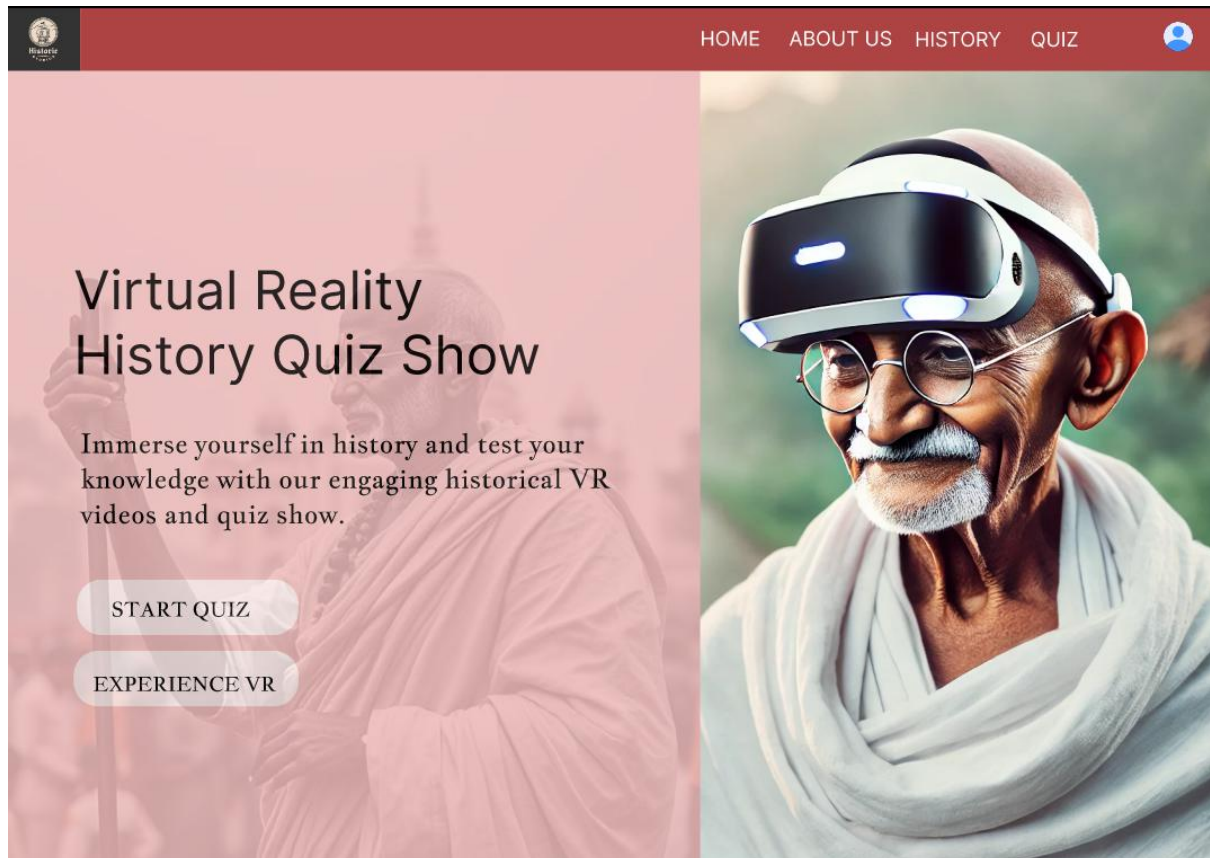 Historic
HOME ABOUT US HISTORY QUIZ
Virtual Reality
History Quiz Show
Immerse yourself in history and test your
knowledge with our engaging historical VR
videos and quiz show.
START QUIZ
EXPERIENCE VR